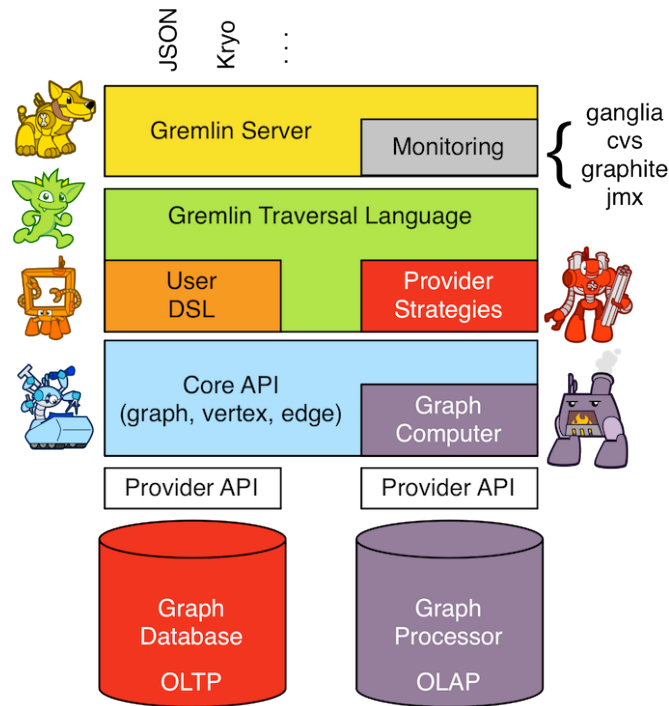 JSON
Kryo
. . .
Gremlin Server
Monitoring
ganglia
cvs
graphite
jmx
Gremlin Traversal Language
User
DSL
Provider
Strategies
Core API
(graph, vertex, edge)
Graph
Computer
Provider API
Provider API
Graph
Database
OLTP
Graph
Processor
OLAP